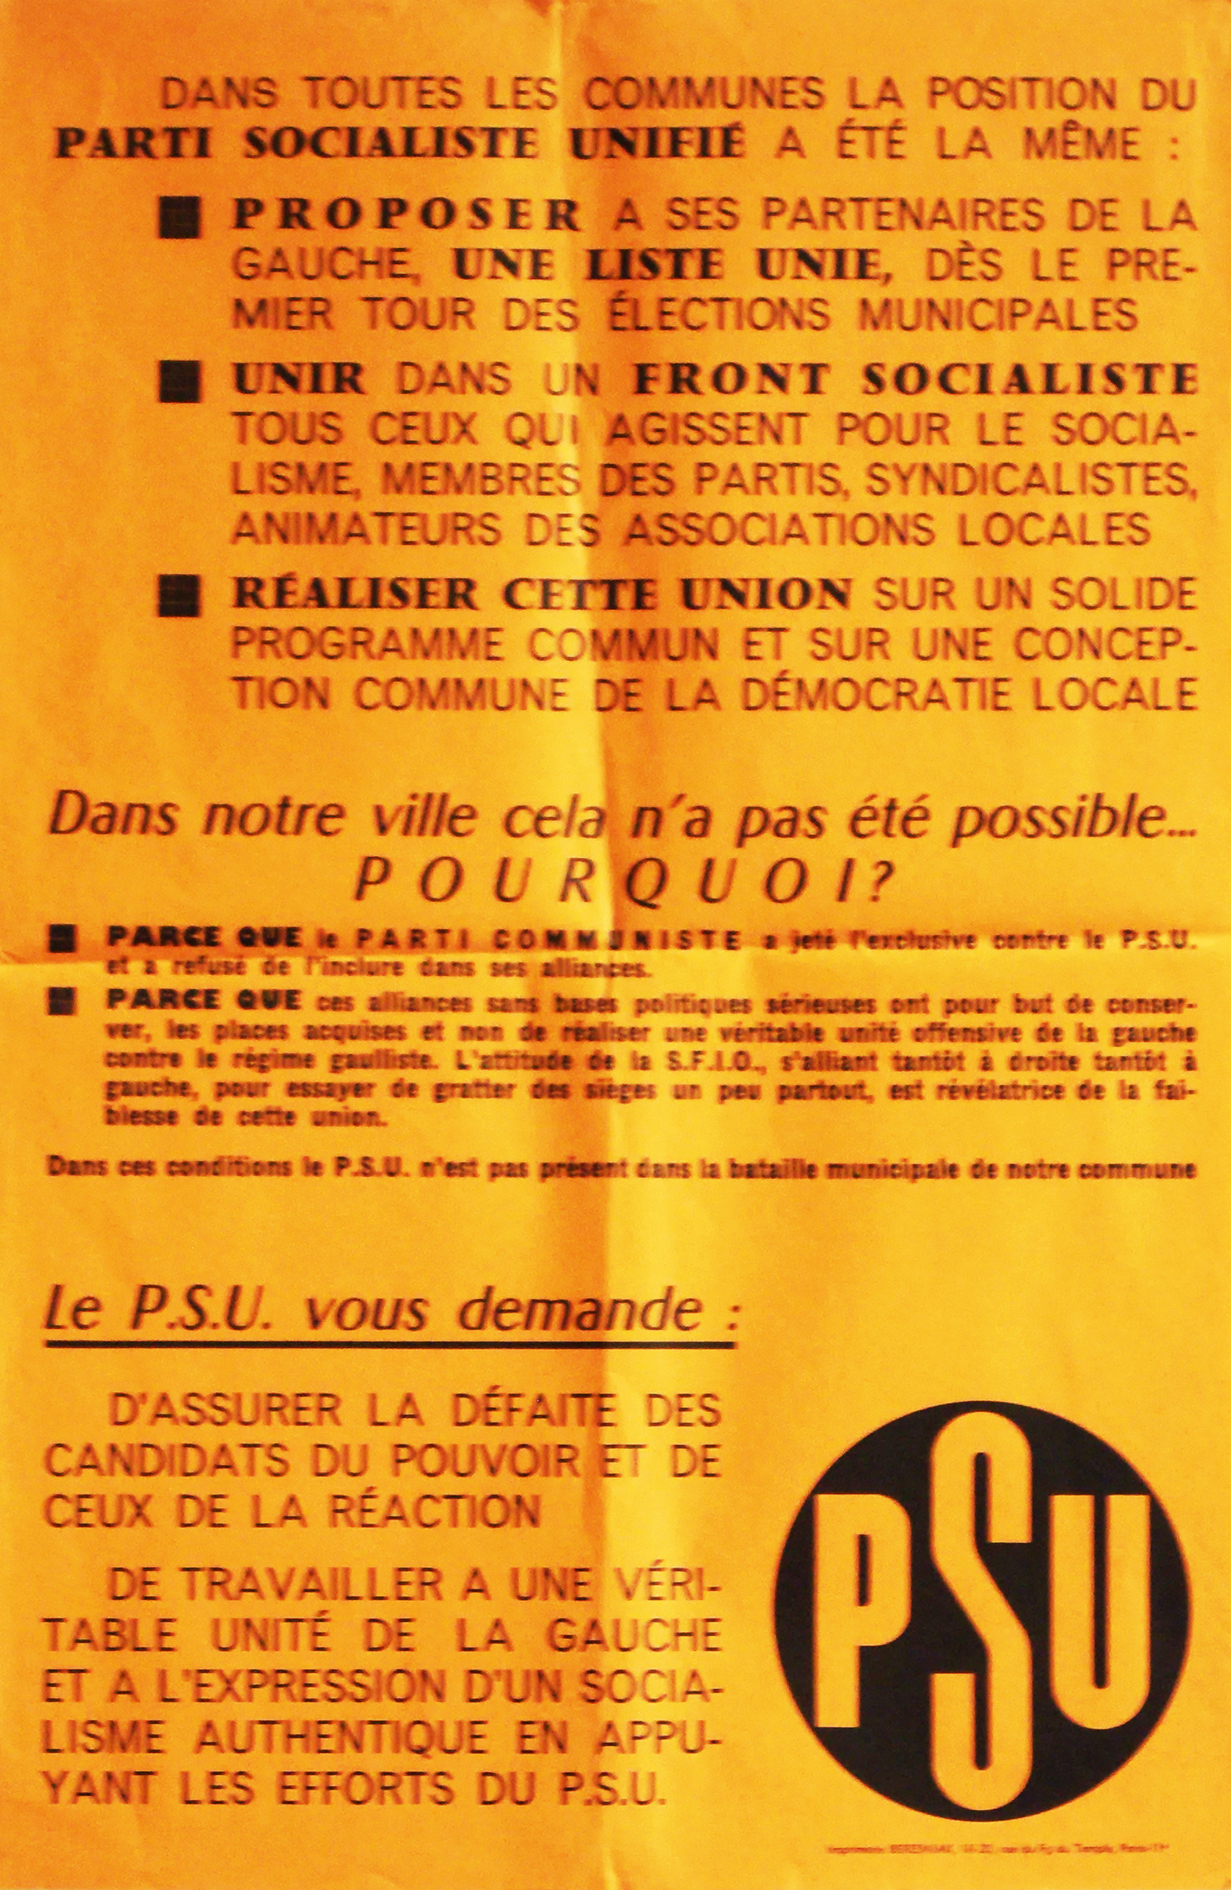 DANS TOUTES LES COMMUNES LA POSITION DU
PARTI SOCIALISTE UNIFIÉ A ÉTÉ LA MÊME :
■ PROPOSER A SES PARTENAIRES DE LA
GAUCHE, UNE LISTE UNIE, DÈS LE PRE-
MIER TOUR DES ÉLECTIONS MUNICIPALES
■ UNIR DANS UN FRONT SOCIALISTE
TOUS CEUX QUI AGISSENT POUR LE SOCIA-
LISME, MEMBRES DES PARTIS, SYNDICALISTES,
ANIMATEURS DES ASSOCIATIONS LOCALES
■ RÉALISER CETTE UNION SUR UN SOLIDE
PROGRAMME COMMUN ET SUR UNE CONCEP-
TION COMMUNE DE LA DÉMOCRATIE LOCALE
Dans notre ville cela n'a pas été possible...
POURQUOI?
■ PARCE QUE le PARTI COMMUNISTE a jeté l'exclusive contre le P.S.U.
et a refusé de l'inclure dans ses alliances.
■ PARCE QUE ces alliances sans bases politiques sérieuses ont pour but de conser-
ver, les places acquises et non de réaliser une véritable unité offensive de la gauche
contre le régime gaulliste. L'attitude de la S.F.I.O., s'alliant tantôt à droite tantôt à
gauche, pour essayer de gratter des sièges un peu partout, est révélatrice de la fai-
blesse de cette union.
Dans ces conditions le P.S.U. n'est pas présent dans la bataille municipale de notre commune
Le P.S.U. vous demande :
D'ASSURER LA DÉFAITE DES
CANDIDATS DU POUVOIR ET DE
CEUX DE LA RÉACTION
DE TRAVAILLER A UNE VÉRI-
TABLE UNITÉ DE LA GAUCHE
ET A L'EXPRESSION D'UN SOCIA-
LISME AUTHENTIQUE EN APPU-
YANT LES EFFORTS DU P.S.U.
PSU
Imprimerie rue du Fg du Temple, Paris